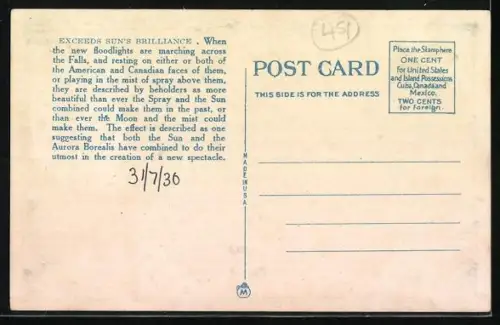 EXCEEDS SUN'S BRILLIANCE . When
the new floodlights are marching across
the Falls, and resting on either or both of
the American and Canadian faces of them,
or playing in the mist of spray above them,
they are described by beholders as more
beautiful than ever the Spray and the Sun
combined could make them in the past, or
than ever the Moon and the mist could
make them. The effect is described as one
suggesting that both the Sun and the
Aurora Borealis have combined to do their
utmost in the creation of a new spectacle.
31/7/30
MADE IN U.S.A.
M
451
POST CARD
THIS SIDE IS FOR THE ADDRESS
Place the Stamp here
ONE CENT
for United States
and Island Possessions
Cuba, Canada and
Mexico.
TWO CENTS
for Foreign.